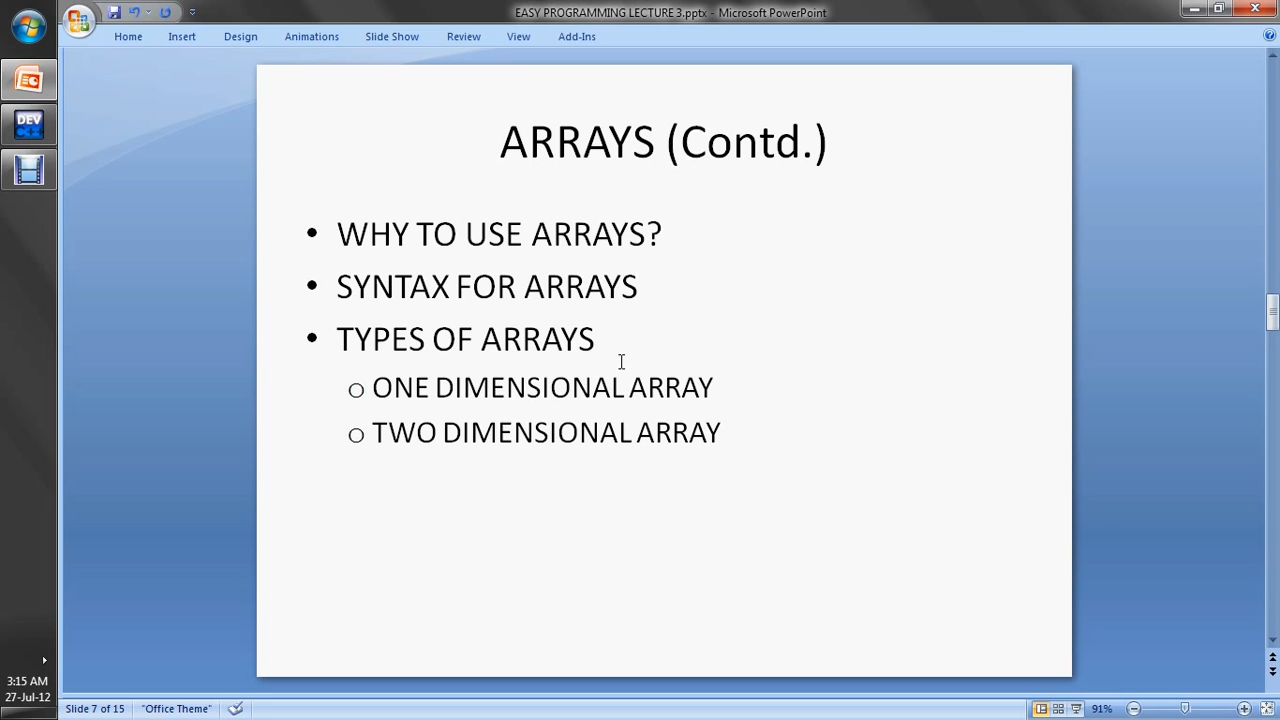 EASY PROGRAMMING LECTURE 3.pptx - Microsoft PowerPoint
Home Insert Design Animations Slide Show Review View Add-Ins
DEV
ARRAYS (Contd.)
• WHY TO USE ARRAYS?
• SYNTAX FOR ARRAYS
• TYPES OF ARRAYS
o ONE DIMENSIONAL ARRAY
o TWO DIMENSIONAL ARRAY
3:15 AM
27-Jul-12
Slide 7 of 15 "Office Theme" 91%